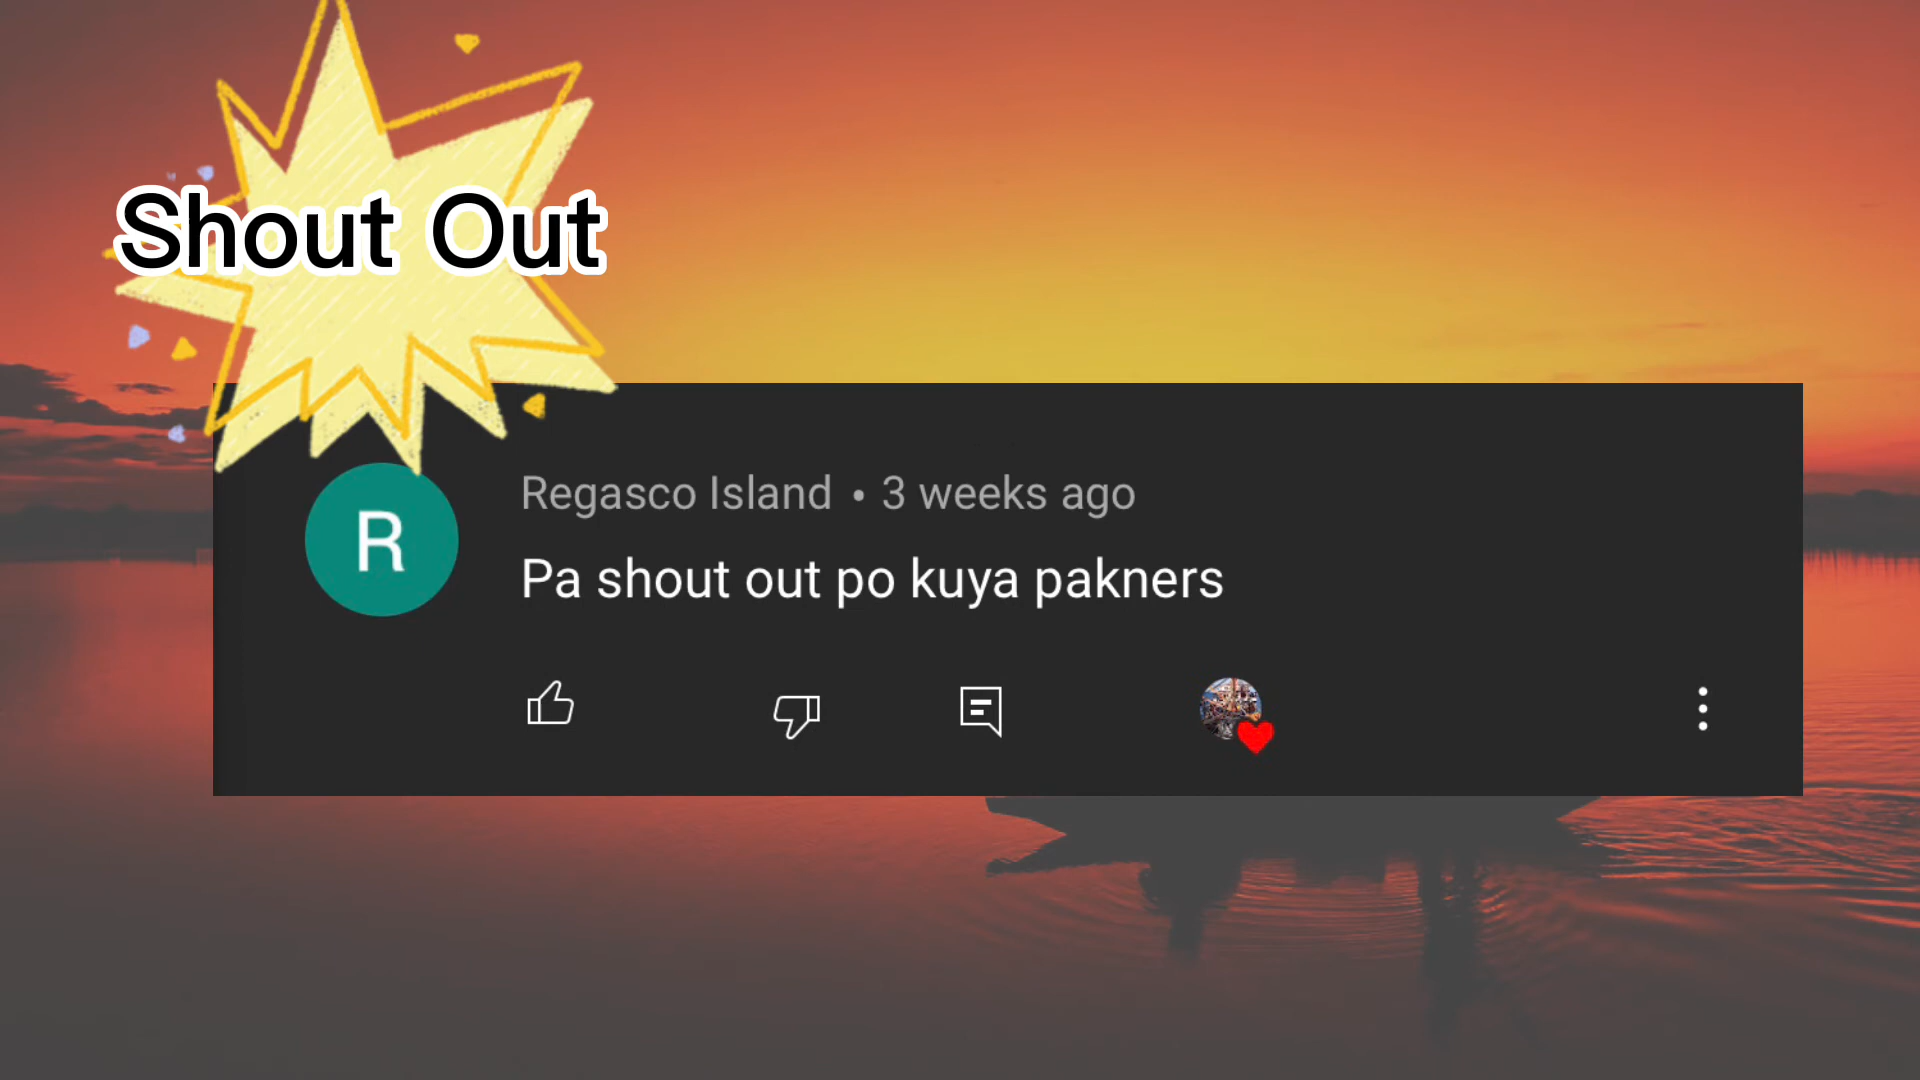 Shout Out
Regasco Island • 3 weeks ago
R
Pa shout out po kuya pakners